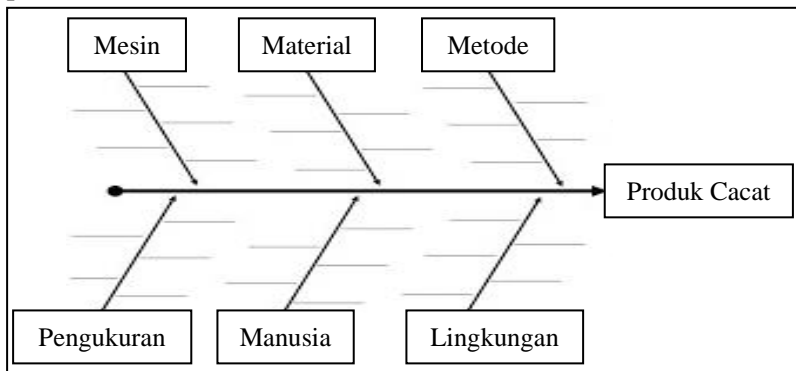 Mesin
Material
Metode
Produk Cacat
Pengukuran
Manusia
Lingkungan